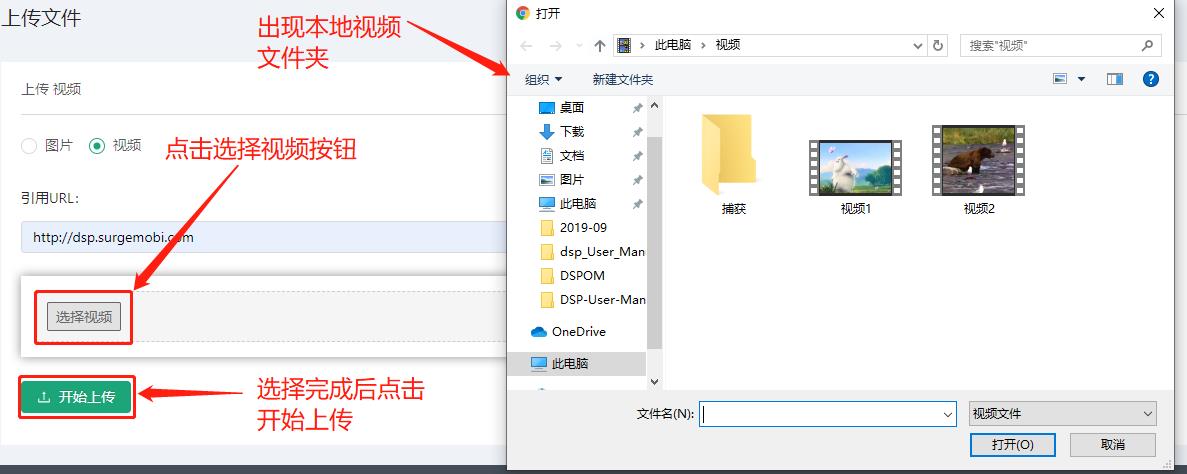 上传文件
上传 视频
图片
视频
引用URL:
http://dsp.surgemobi.com
选择视频
开始上传
出现本地视频
文件夹
点击选择视频按钮
选择完成后点击
开始上传
打开
此电脑 › 视频
搜索"视频"
组织
新建文件夹
桌面
下载
文档
图片
此电脑
2019-09
dsp_User_Man
DSPOM
DSP-User-Man
OneDrive
此电脑
捕获
视频1
视频2
文件名(N):
视频文件
打开(O)
取消